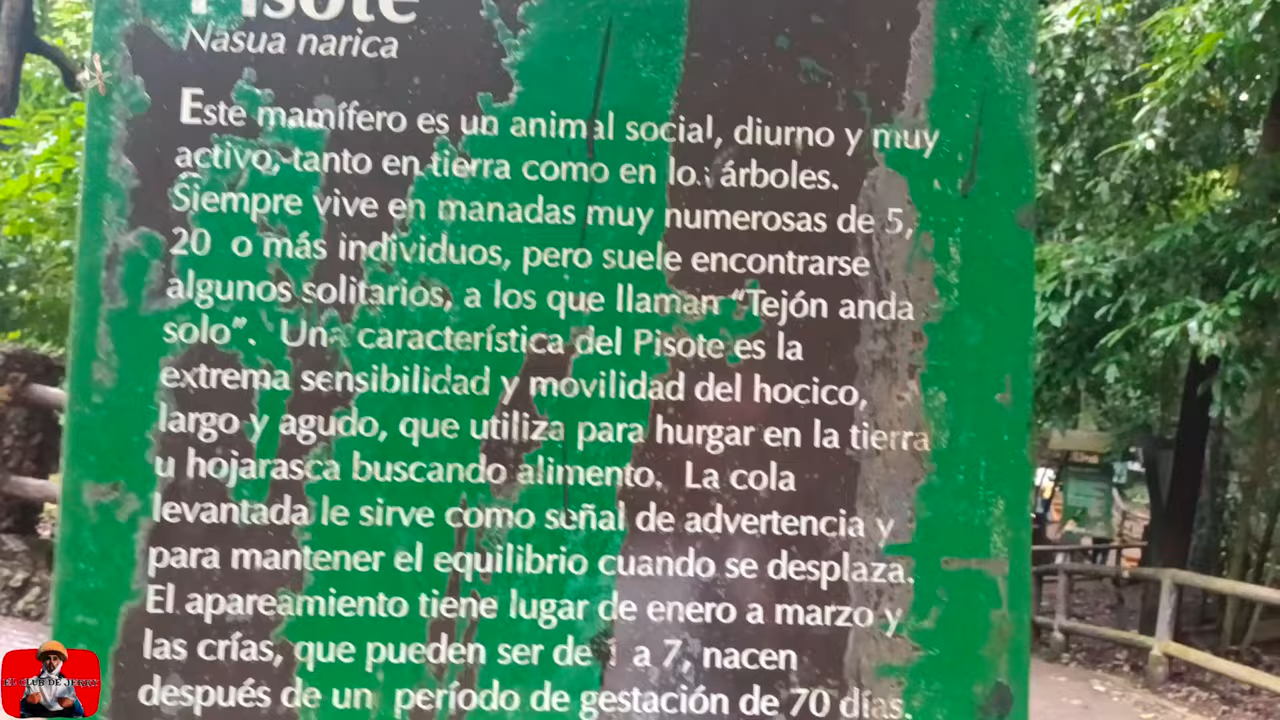 Pisote
Nasua narica
Este mamífero es un animal social, diurno y muy
activo, tanto en tierra como en los árboles.
Siempre vive en manadas muy numerosas de 5,
20 o más individuos, pero suele encontrarse
algunos solitarios, a los que llaman “Tejón anda
solo”. Una característica del Pisote es la
extrema sensibilidad y movilidad del hocico,
largo y agudo, que utiliza para hurgar en la tierra
u hojarasca buscando alimento. La cola
levantada le sirve como señal de advertencia y
para mantener el equilibrio cuando se desplaza.
El apareamiento tiene lugar de enero a marzo y
las crías, que pueden ser de 1 a 7, nacen
después de un período de gestación de 70 días.
EL CLUB DE JERRY